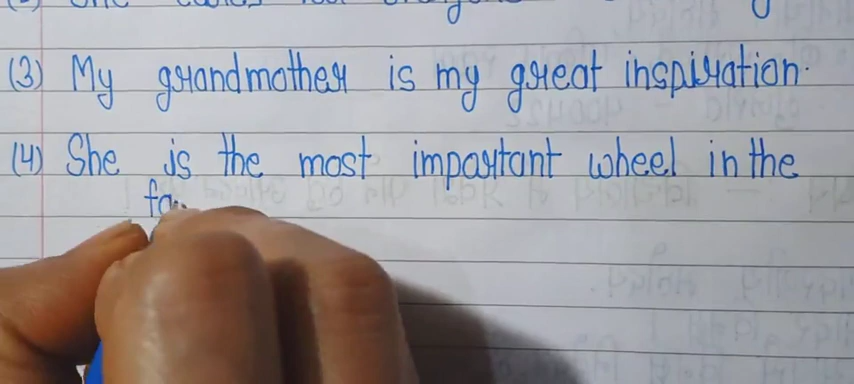 (3) My grandmother is my great inspiration.
(4) She is the most important wheel in the